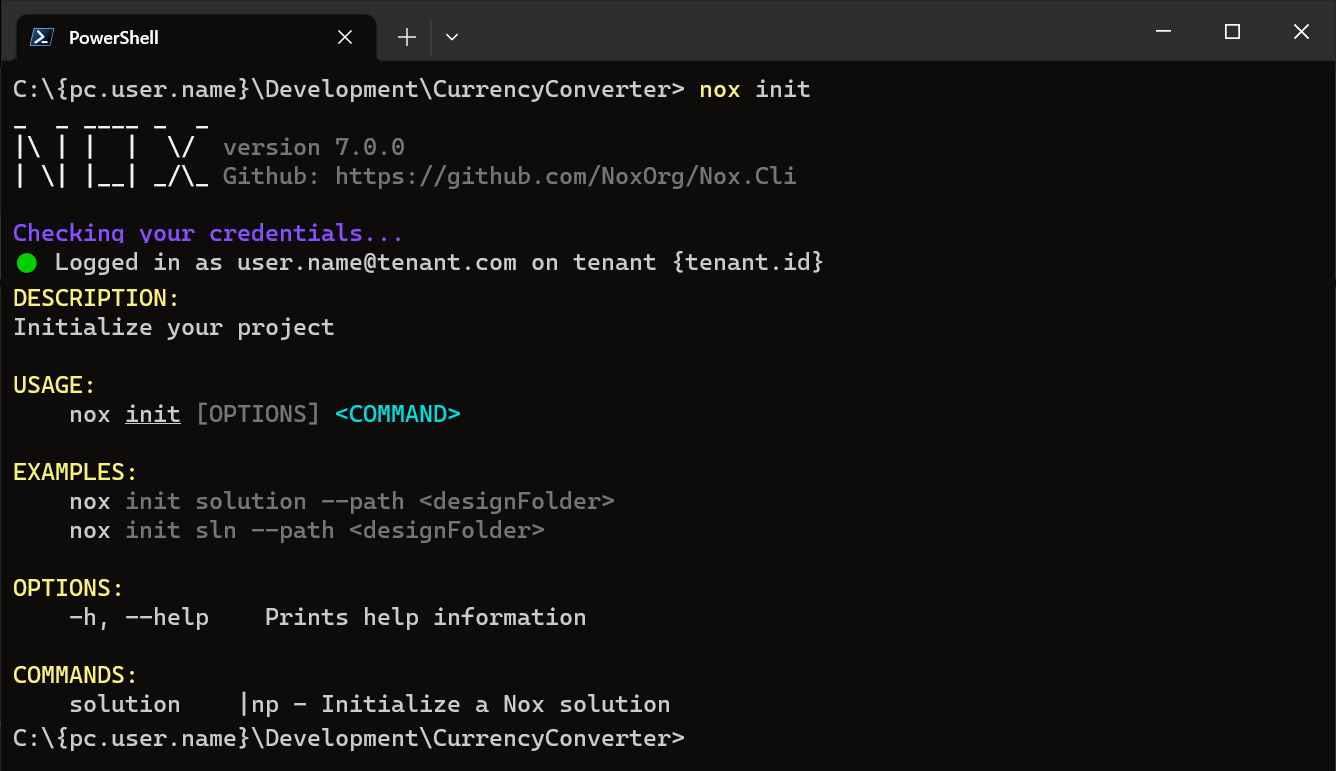 PowerShell
C:\{pc.user.name}\Development\CurrencyConverter> nox init
NOX version 7.0.0
Github: https://github.com/NoxOrg/Nox.Cli
Checking your credentials...
Logged in as user.name@tenant.com on tenant {tenant.id}
DESCRIPTION:
Initialize your project
USAGE:
nox init [OPTIONS] <COMMAND>
EXAMPLES:
nox init solution --path <designFolder>
nox init sln --path <designFolder>
OPTIONS:
-h, --help    Prints help information
COMMANDS:
solution    |np - Initialize a Nox solution
C:\{pc.user.name}\Development\CurrencyConverter>